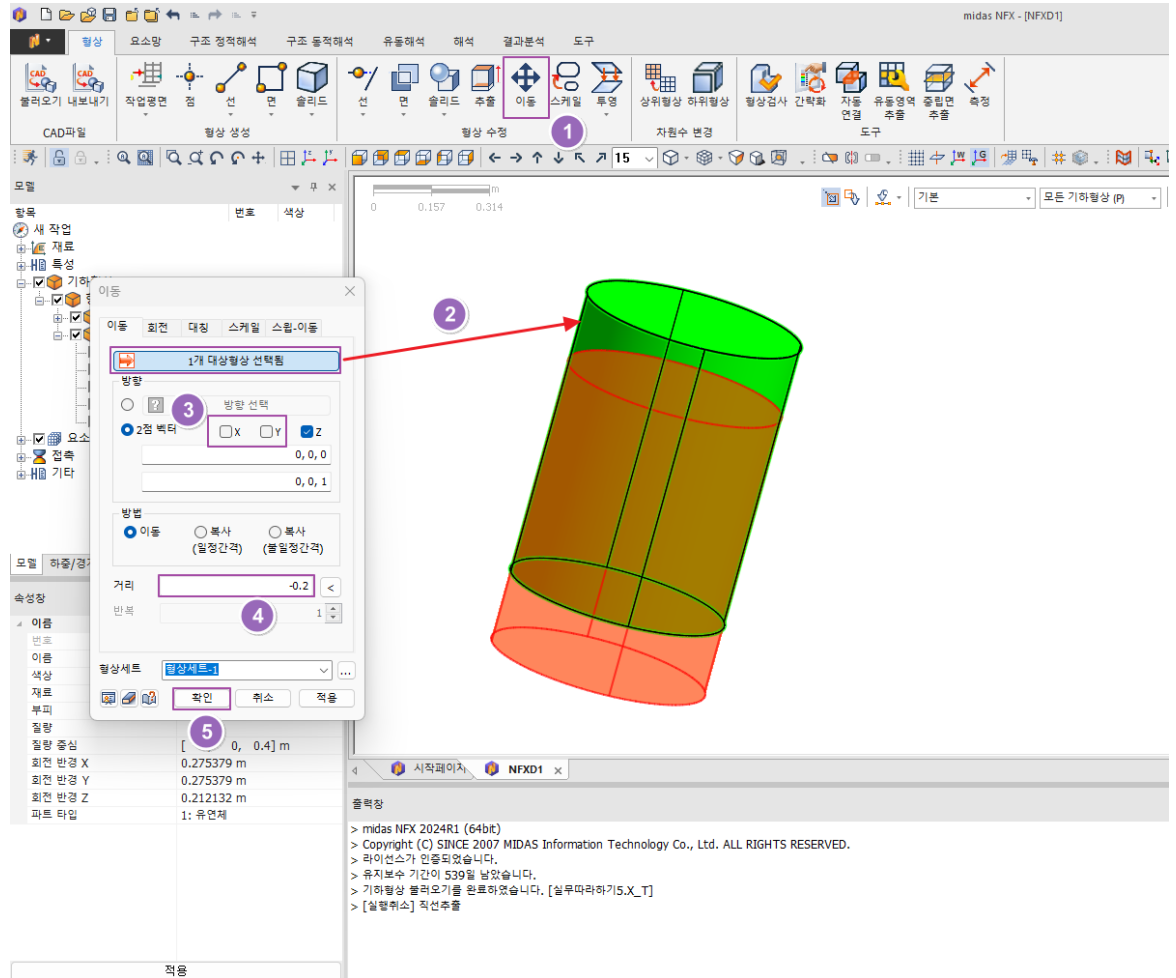 midas NFX - [NFXD1]
형상 요소망 구조 정적해석 구조 동적해석 유동해석 해석 결과분석 도구
CAD CAD
불러오기 내보내기 작업평면 점 선 면 솔리드 선 면 솔리드 추출 이동 스케일 투영 상위형상 하위형상 형상검사 간략화 자동 연결 유동영역 추출 중립면 추출 측정
1
CAD파일 형상 생성 형상 수정 차원수 변경 도구
15
모델
항목 번호 색상
새 작업
재료
특성
기하
요소
접촉
기타
모델 하중/경
m
0 0.157 0.314
기본 모든 기하형상 (P)
2
이동
이동 회전 대칭 스케일 스윕-이동
1개 대상형상 선택됨
방향
? 방향 선택
3
2점 벡터 X Y Z
0, 0, 0
0, 0, 1
방법
이동 복사 복사
(일정간격) (불일정간격)
거리 -0.2 <
반복 1
4
형상세트 형상세트-1 ...
확인 취소 적용
5
속성창
이름
번호
이름
색상
재료
부피
질량
질량 중심 [ 0, 0.4] m
회전 반경 X 0.275379 m
회전 반경 Y 0.275379 m
회전 반경 Z 0.212132 m
파트 타입 1: 유연체
적용
시작페이지 NFXD1
출력창
> midas NFX 2024R1 (64bit)
> Copyright (C) SINCE 2007 MIDAS Information Technology Co., Ltd. ALL RIGHTS RESERVED.
> 라이선스가 인증되었습니다.
> 유지보수 기간이 539일 남았습니다.
> 기하형상 불러오기를 완료하였습니다. [실무따라하기5.X_T]
> [실행취소] 직선추출